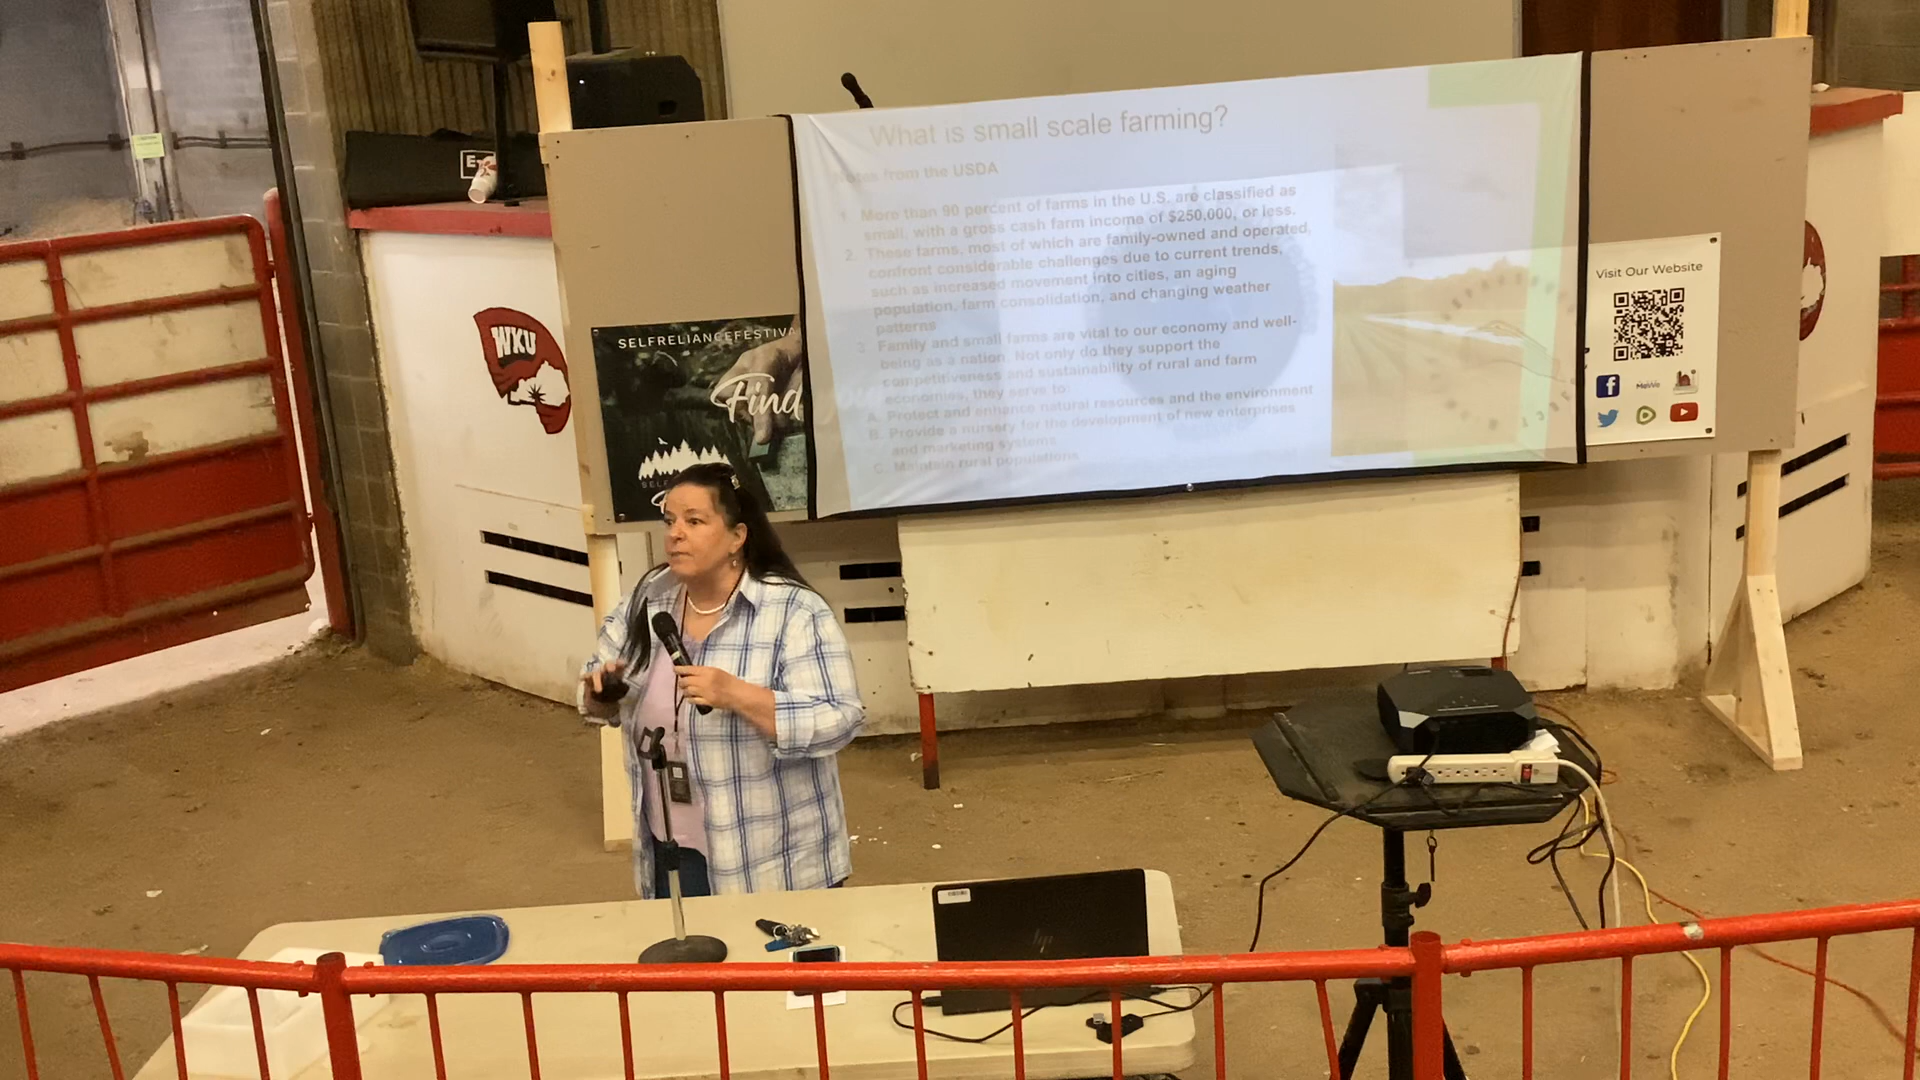 What is small scale farming?
Notes from the USDA
1. More than 90 percent of farms in the U.S. are classified as
small, with a gross cash farm income of $250,000, or less.
2. These farms, most of which are family-owned and operated,
confront considerable challenges due to current trends,
such as increased movement into cities, an aging
population, farm consolidation, and changing weather
patterns
3. Family and small farms are vital to our economy and well-
being as a nation. Not only do they support the
competitiveness and sustainability of rural and farm
economies, they serve to:
A. Protect and enhance natural resources and the environment
B. Provide a nursery for the development of new enterprises
and marketing systems
C. Maintain rural populations
SELFRELIANCEFESTIVA
Find
SELF
WKU
Visit Our Website
MeWe
hp